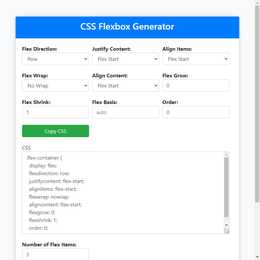 CSS Flexbox Generator
Flex Direction: Justify Content: Align Items:
Row Flex Start Flex Start
Flex Wrap: Align Content: Flex Grow:
No Wrap Flex Start 0
Flex Shrink: Flex Basis: Order:
1 auto 0
Copy CSS
CSS
.flex-container {
display: flex;
flexdirection: row;
justifycontent: flex-start;
alignitems: flex-start;
flexwrap: nowrap;
aligncontent: flex-start;
flexgrow: 0;
flexshrink: 1;
order: 0;
Number of Flex Items:
3